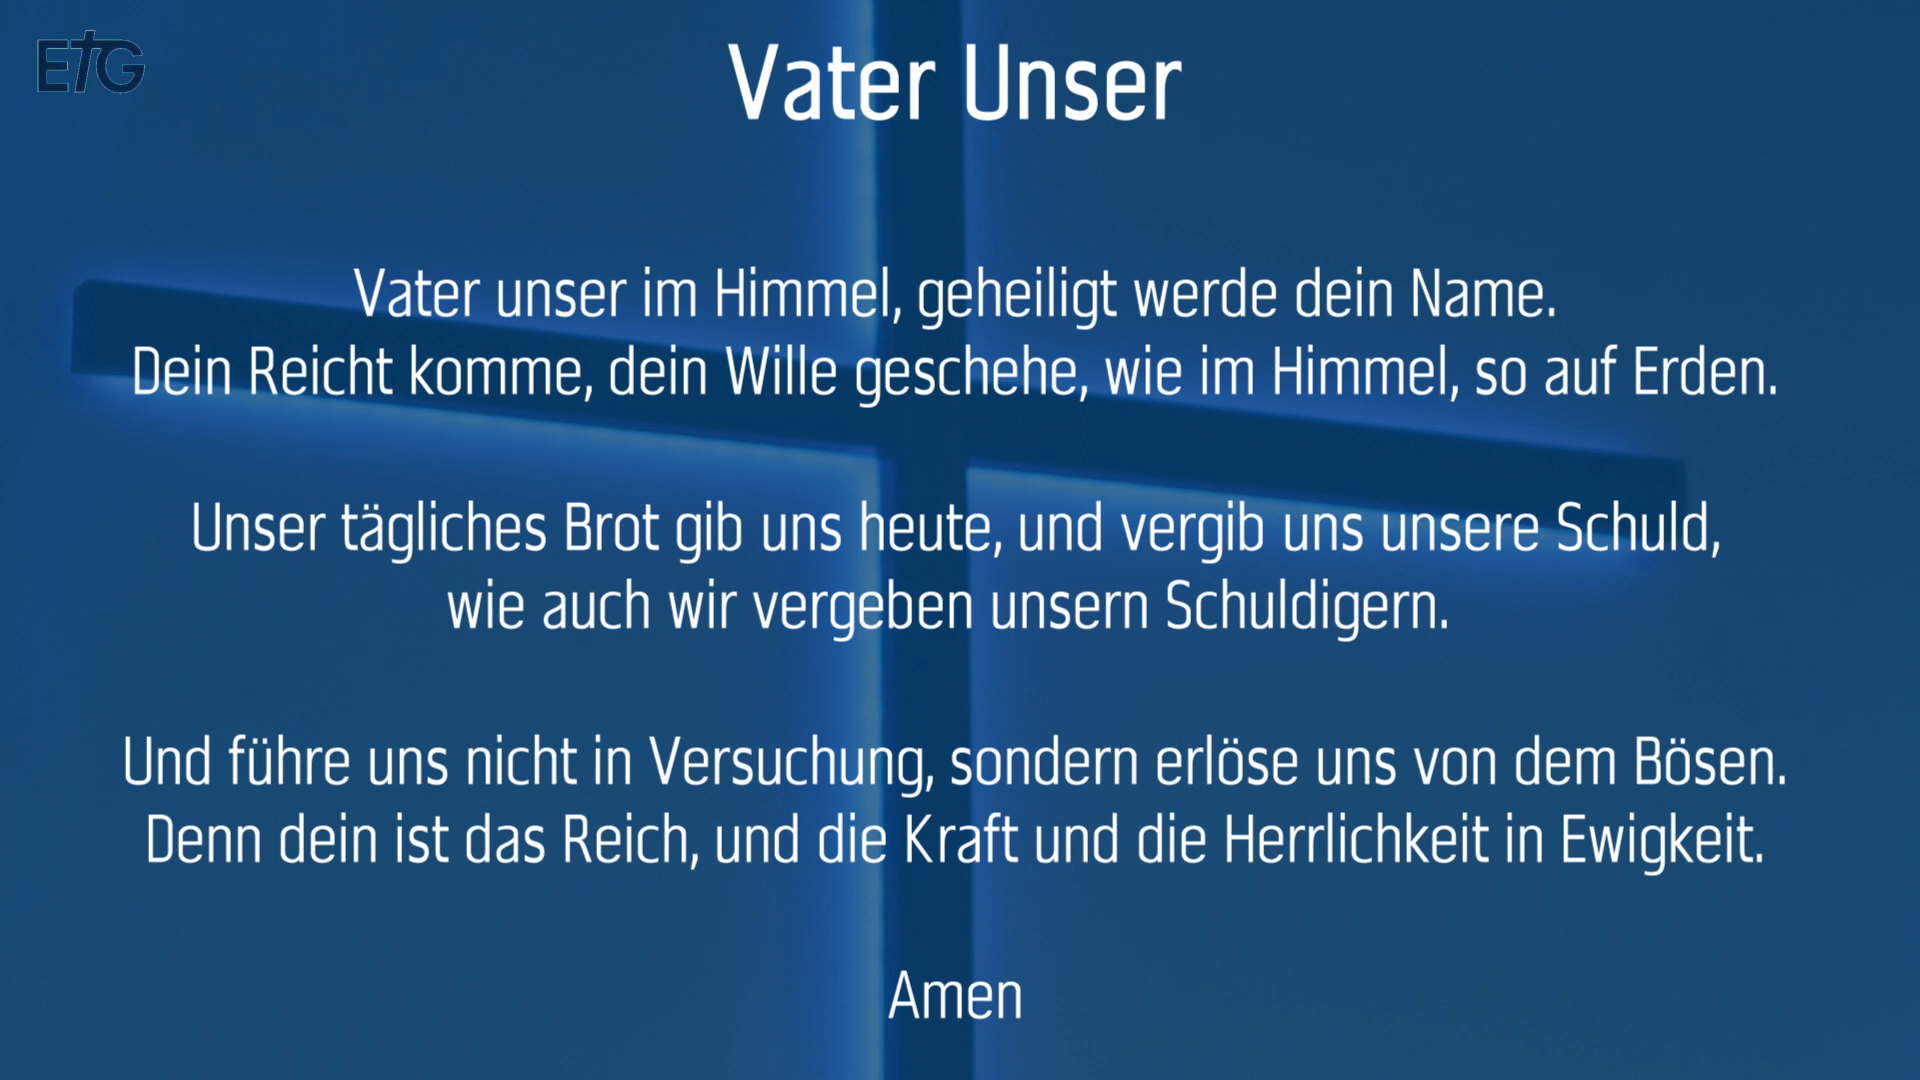 EtG
Vater Unser
Vater unser im Himmel, geheiligt werde dein Name.
Dein Reicht komme, dein Wille geschehe, wie im Himmel, so auf Erden.
Unser tägliches Brot gib uns heute, und vergib uns unsere Schuld,
wie auch wir vergeben unsern Schuldigern.
Und führe uns nicht in Versuchung, sondern erlöse uns von dem Bösen.
Denn dein ist das Reich, und die Kraft und die Herrlichkeit in Ewigkeit.
Amen